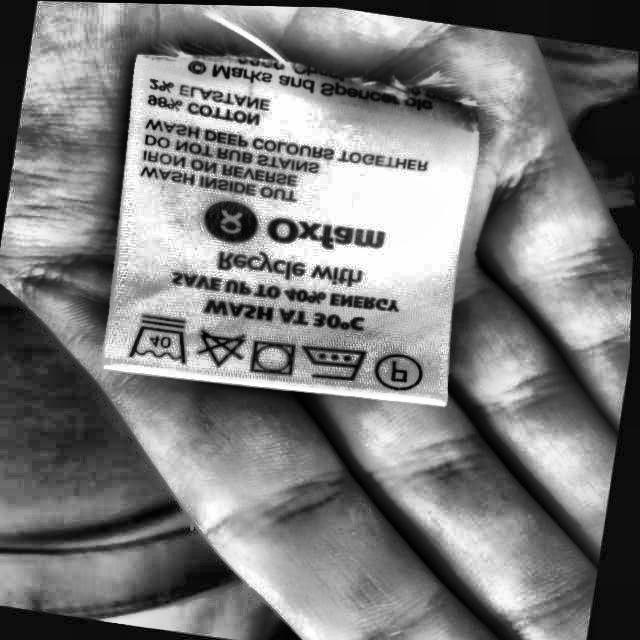 40 P
WASH AT 30°C
SAVE UP TO 40% ENERGY
Recycle with
Oxfam
WASH INSIDE OUT
IRON ON REVERSE
DO NOT RUB STAINS
WASH DEEP COLOURS TOGETHER
98% COTTON
2% ELASTANE
© Marks and Spencer plc